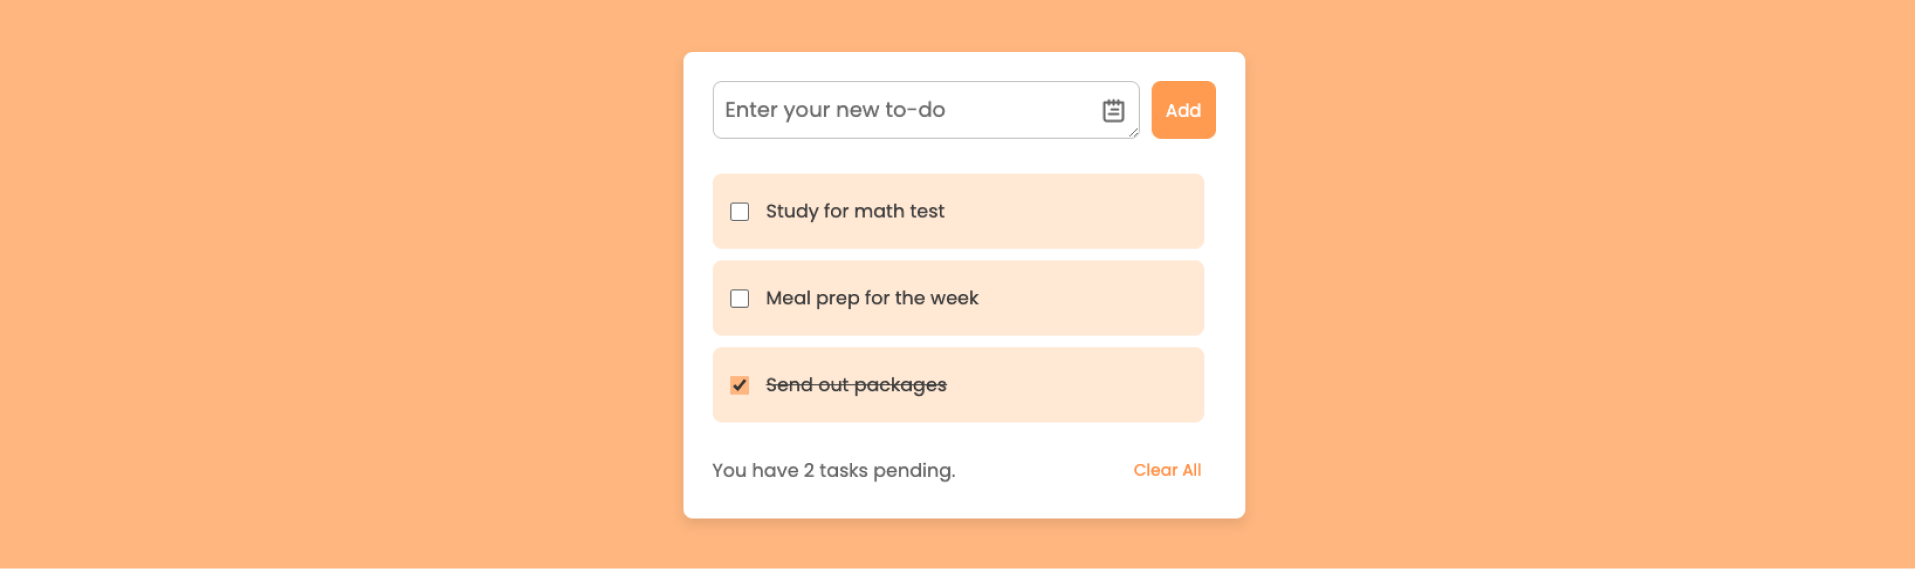 Enter your new to-do
Add
Study for math test
Meal prep for the week
Send out packages
You have 2 tasks pending.
Clear All